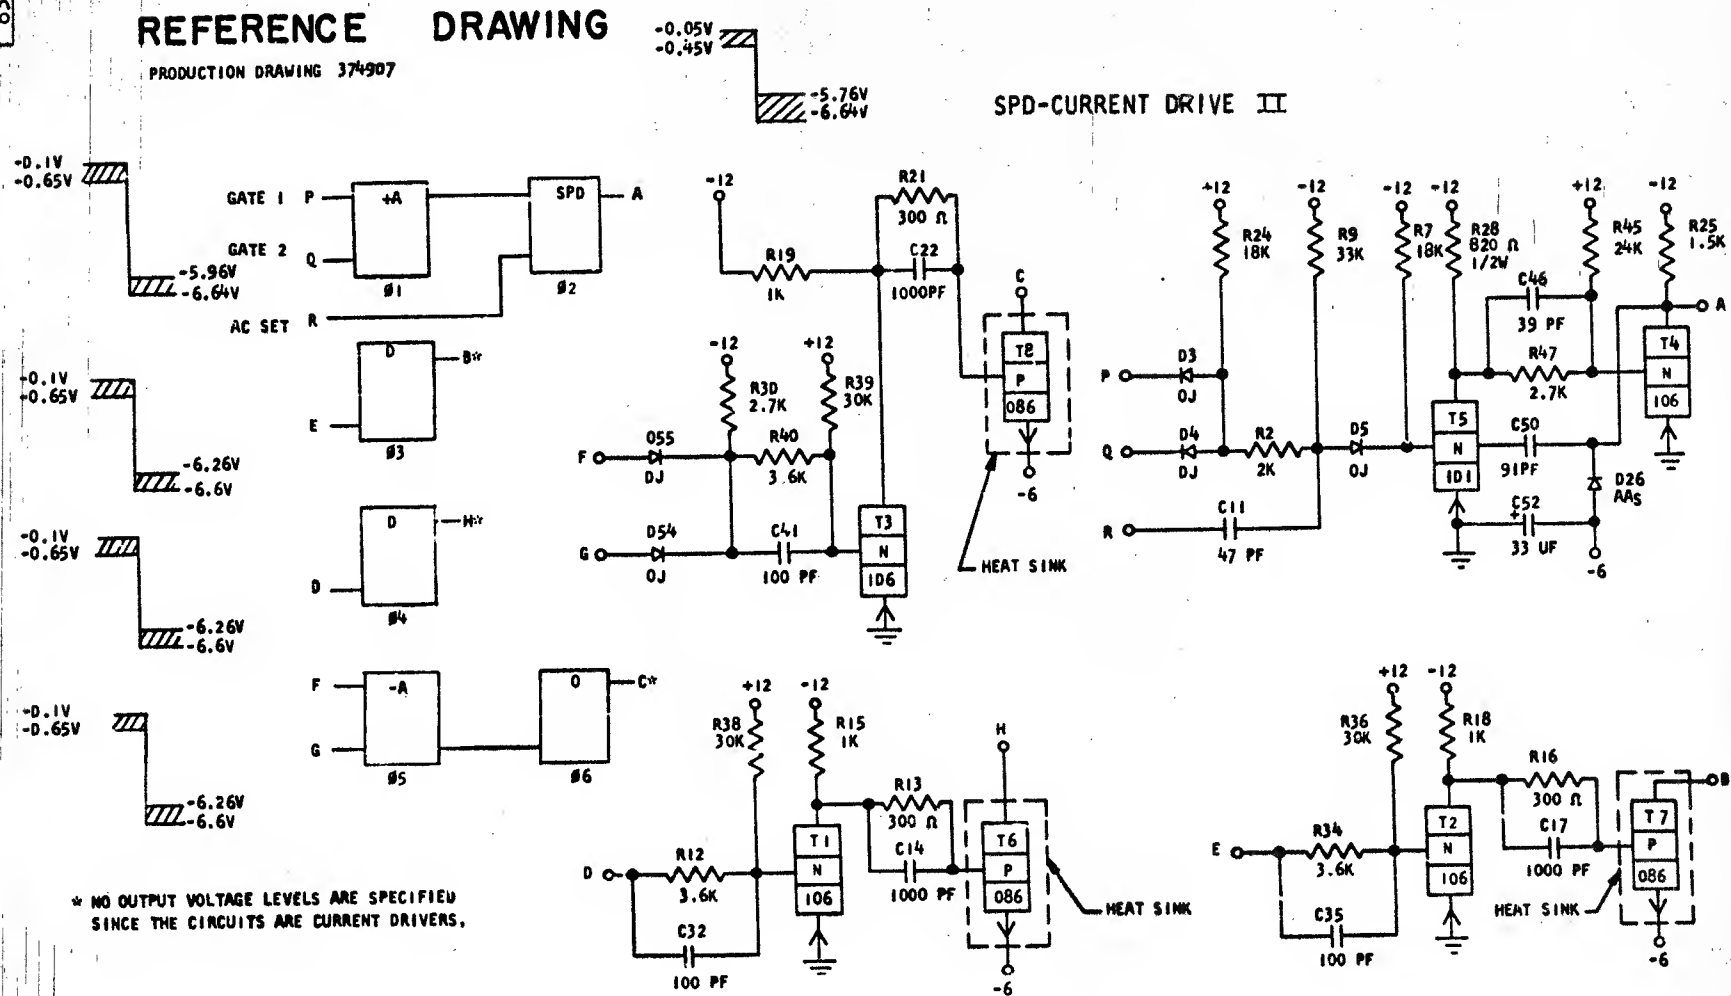 REFERENCE DRAWING
PRODUCTION DRAWING 374907
-0.05V
-0.45V
-5.76V
-6.64V
SPD-CURRENT DRIVE II
-0.1V
-0.65V
-5.96V
-6.64V
GATE 1 P
+A
SPD
A
GATE 2
Q
Ø1
Ø2
AC SET R
-0.1V
-0.65V
D
B*
E
Ø3
-6.26V
-6.6V
-0.1V
-0.65V
D
H*
D
Ø4
-6.26V
-6.6V
F
-A
O
C*
-0.1V
-0.65V
G
Ø5
Ø6
-6.26V
-6.6V
* NO OUTPUT VOLTAGE LEVELS ARE SPECIFIED
SINCE THE CIRCUITS ARE CURRENT DRIVERS.
-12
R21
300 Ω
R19
1K
C22
1000PF
C
T8
P
086
-6
HEAT SINK
-12
+12
R30
2.7K
R39
30K
F
D55
DJ
R40
3.6K
G
D54
OJ
C41
100 PF
T3
N
106
+12
-12
-12
-12
+12
-12
R24
18K
R9
33K
R7
18K
R28
820 Ω
1/2W
R45
24K
R25
1.5K
C46
39 PF
A
P
D3
OJ
R47
2.7K
T4
N
106
Q
D4
DJ
R2
2K
D5
OJ
T5
N
101
C50
91PF
D26
AAS
R
C11
47 PF
+
C52
33 UF
-6
+12
-12
R38
30K
R15
1K
H
R13
300 Ω
D
R12
3.6K
T1
N
106
C14
1000 PF
T6
P
086
HEAT SINK
C32
100 PF
-6
+12
-12
R36
30K
R18
1K
R16
300 Ω
B
E
R34
3.6K
T2
N
106
C17
1000 PF
T7
P
086
HEAT SINK
C35
100 PF
-6